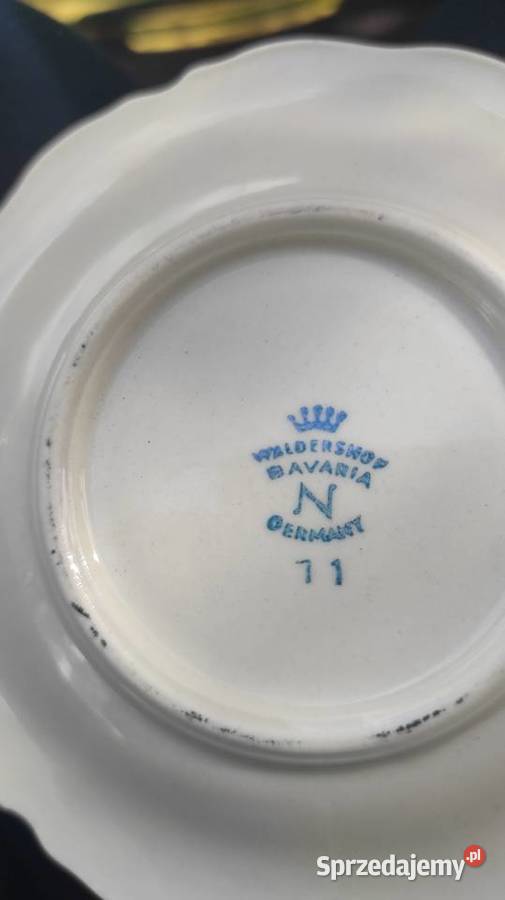 WALDERSHOF
BAVARIA
N
GERMANY
11
Sprzedajemy.pl